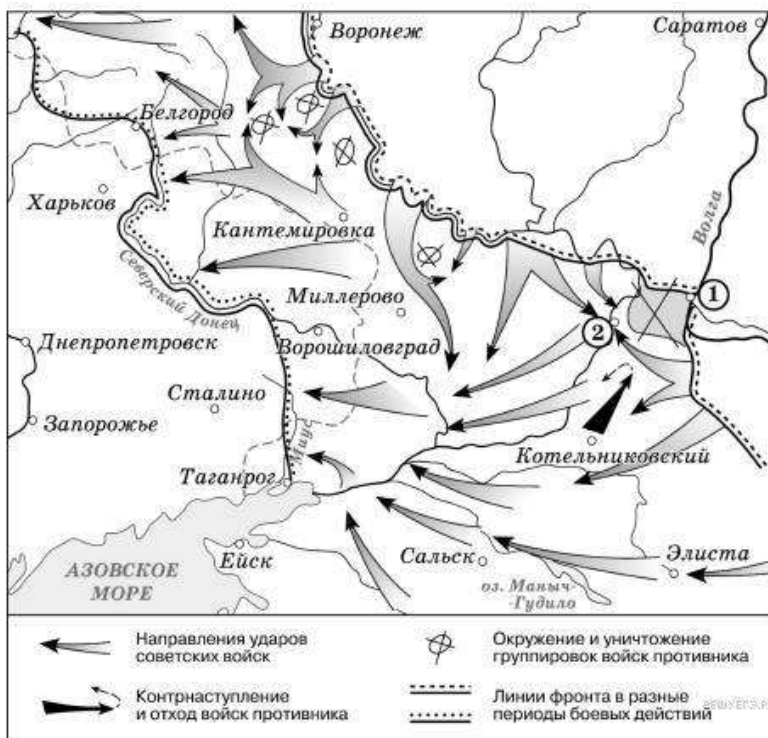 Воронеж
Саратов
Белгород
Харьков
Волга
Кантемировка
Северский Донец
Миллерово
1
2
Днепропетровск
Ворошиловград
Сталино
Запорожье
Миус
Котельниковский
Таганрог
Ейск
Сальск
Элиста
АЗОВСКОЕ
МОРЕ
оз. Маныч-
Гудило
Направления ударов
советских войск
Окружение и уничтожение
группировок войск противника
Контрнаступление
и отход войск противника
Линии фронта в разные
периоды боевых действий